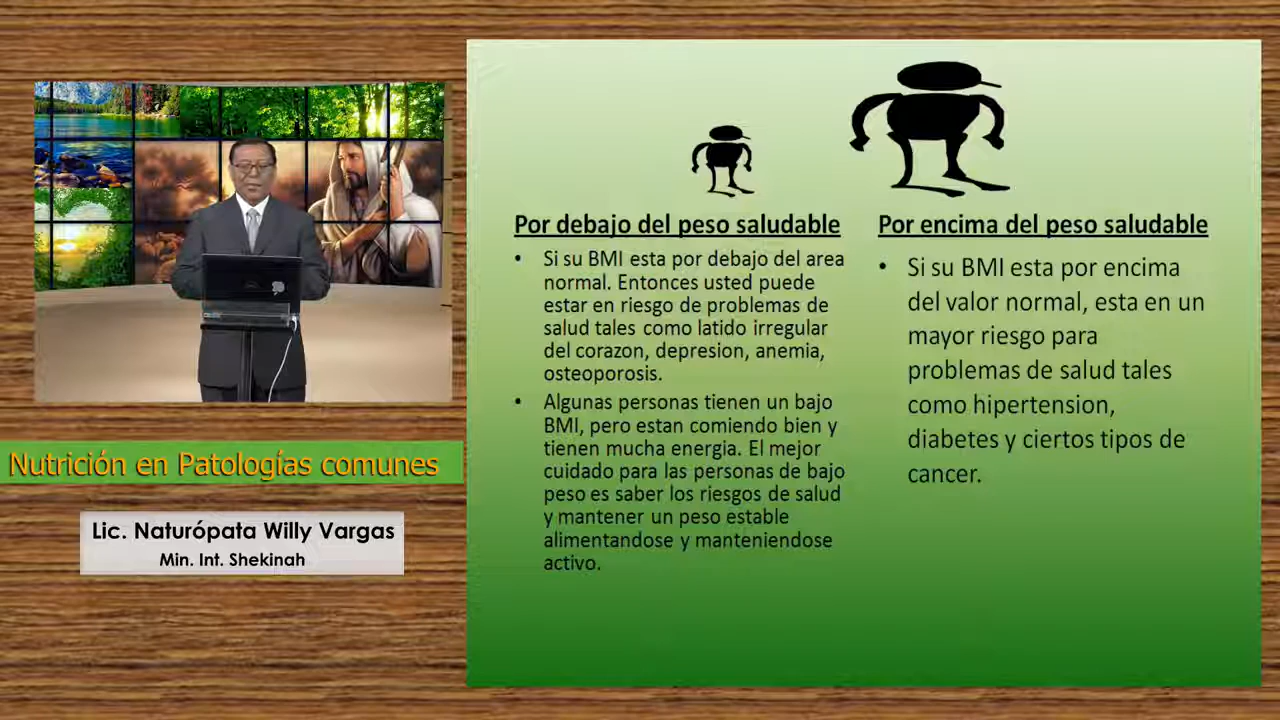 Por debajo del peso saludable
• Si su BMI esta por debajo del area
normal. Entonces usted puede
estar en riesgo de problemas de
salud tales como latido irregular
del corazon, depresion, anemia,
osteoporosis.
• Algunas personas tienen un bajo
BMI, pero estan comiendo bien y
tienen mucha energia. El mejor
cuidado para las personas de bajo
peso es saber los riesgos de salud
y mantener un peso estable
alimentandose y manteniendose
activo.
Por encima del peso saludable
• Si su BMI esta por encima
del valor normal, esta en un
mayor riesgo para
problemas de salud tales
como hipertension,
diabetes y ciertos tipos de
cancer.
Nutrición en Patologías comunes
Lic. Naturópata Willy Vargas
Min. Int. Shekinah